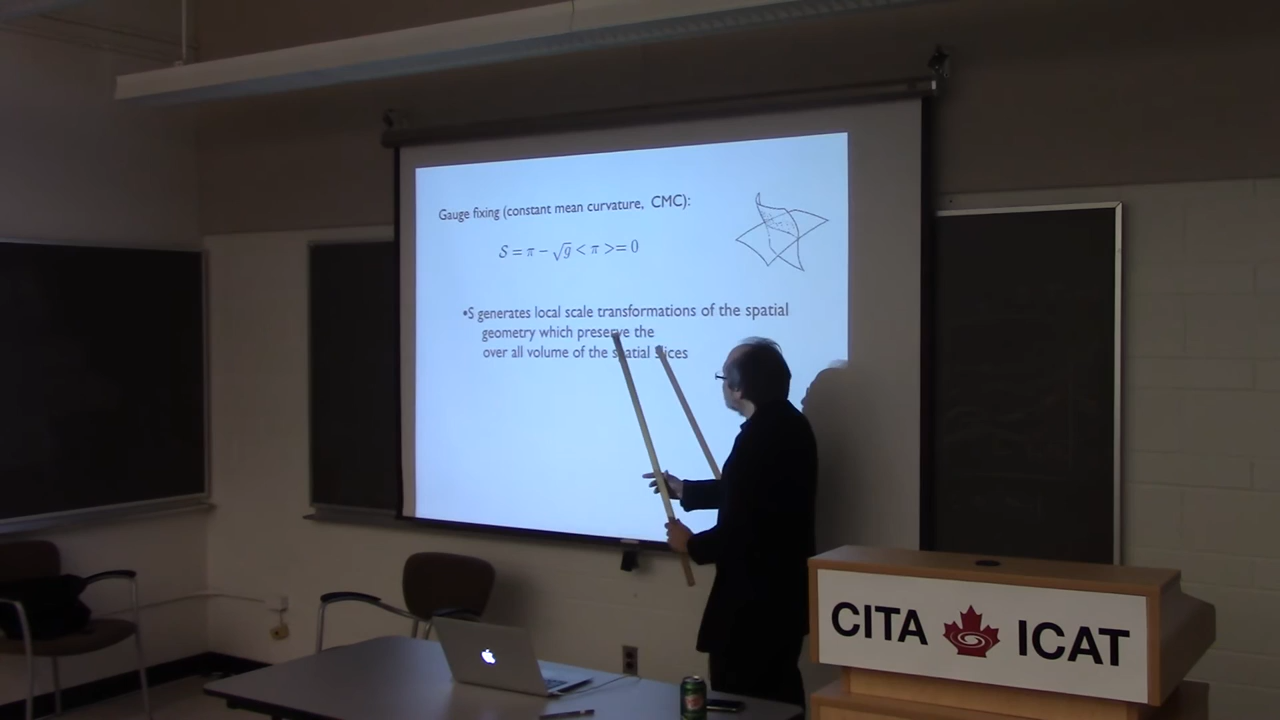 Gauge fixing (constant mean curvature, CMC):
S = π − √g < π >= 0
•S generates local scale transformations of the spatial
geometry which preserve the
over all volume of the spatial slices
CITA ICAT